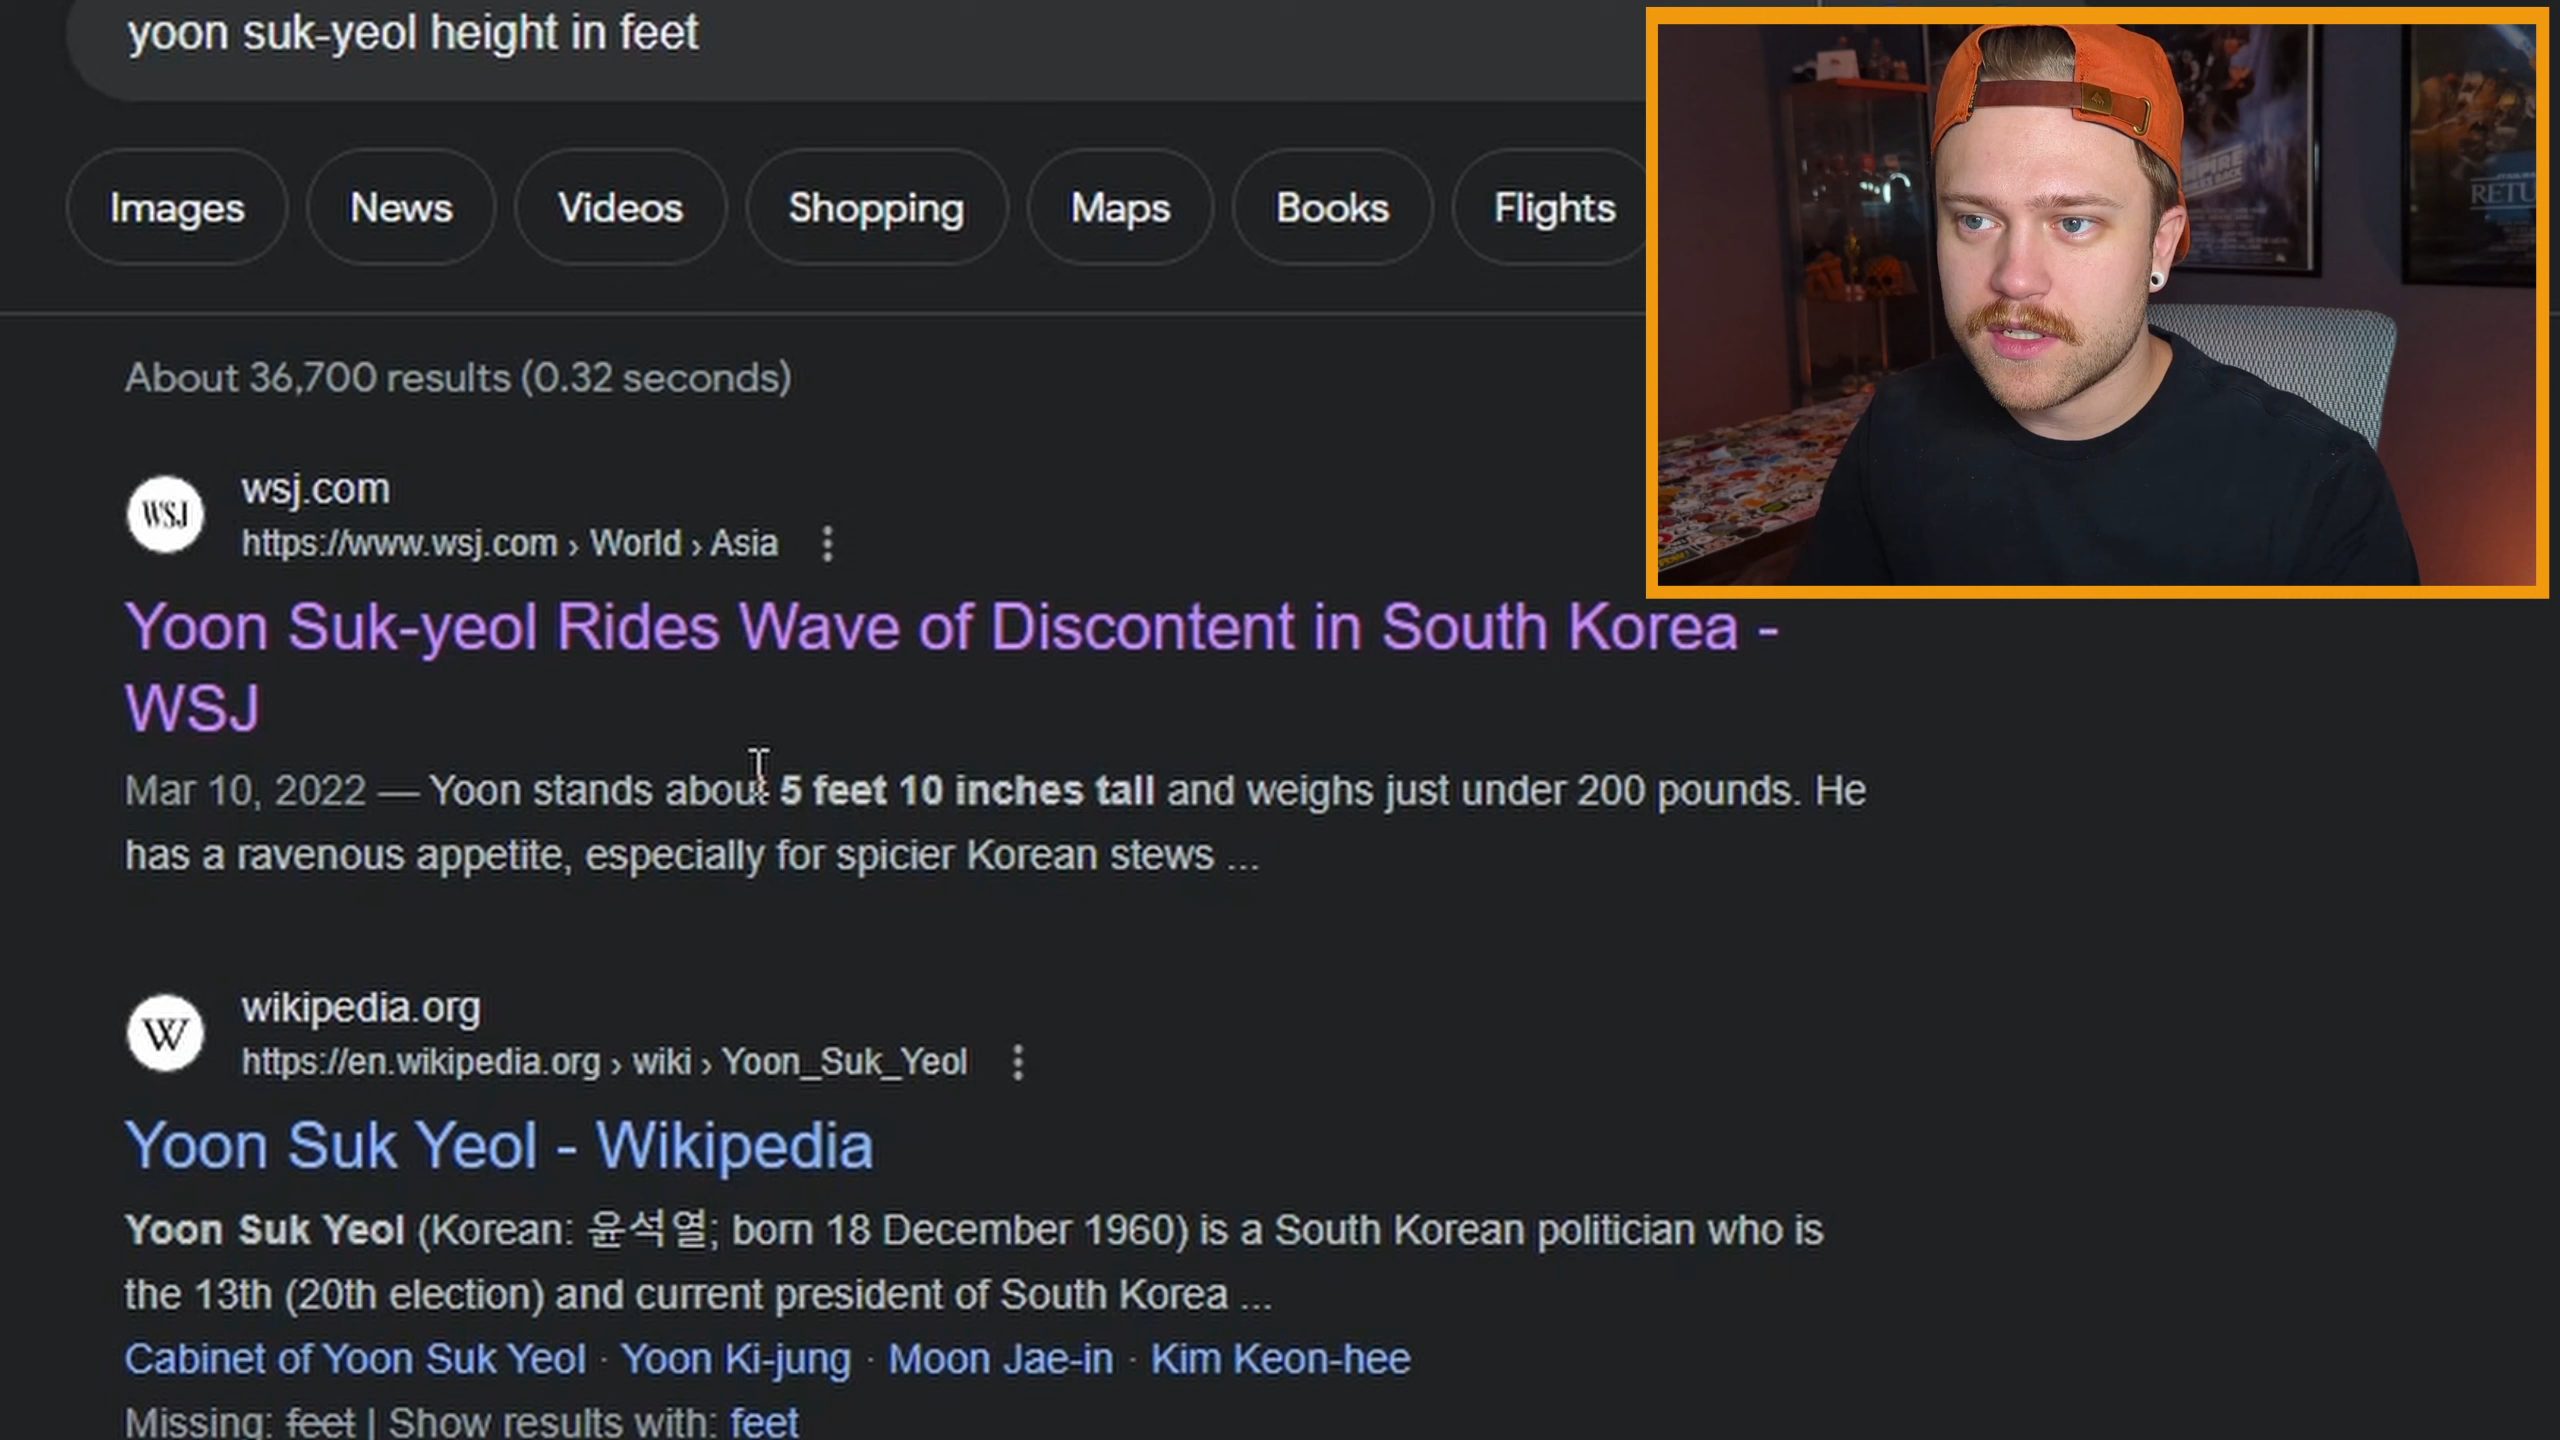 yoon suk-yeol height in feet
Images News Videos Shopping Maps Books Flights
About 36,700 results (0.32 seconds)
WSJ
wsj.com
https://www.wsj.com › World › Asia
Yoon Suk-yeol Rides Wave of Discontent in South Korea -
WSJ
Mar 10, 2022 — Yoon stands about 5 feet 10 inches tall and weighs just under 200 pounds. He
has a ravenous appetite, especially for spicier Korean stews ...
W
wikipedia.org
https://en.wikipedia.org › wiki › Yoon_Suk_Yeol
Yoon Suk Yeol - Wikipedia
Yoon Suk Yeol (Korean: 윤석열; born 18 December 1960) is a South Korean politician who is
the 13th (20th election) and current president of South Korea ...
Cabinet of Yoon Suk Yeol · Yoon Ki-jung · Moon Jae-in · Kim Keon-hee
Missing: feet | Show results with: feet